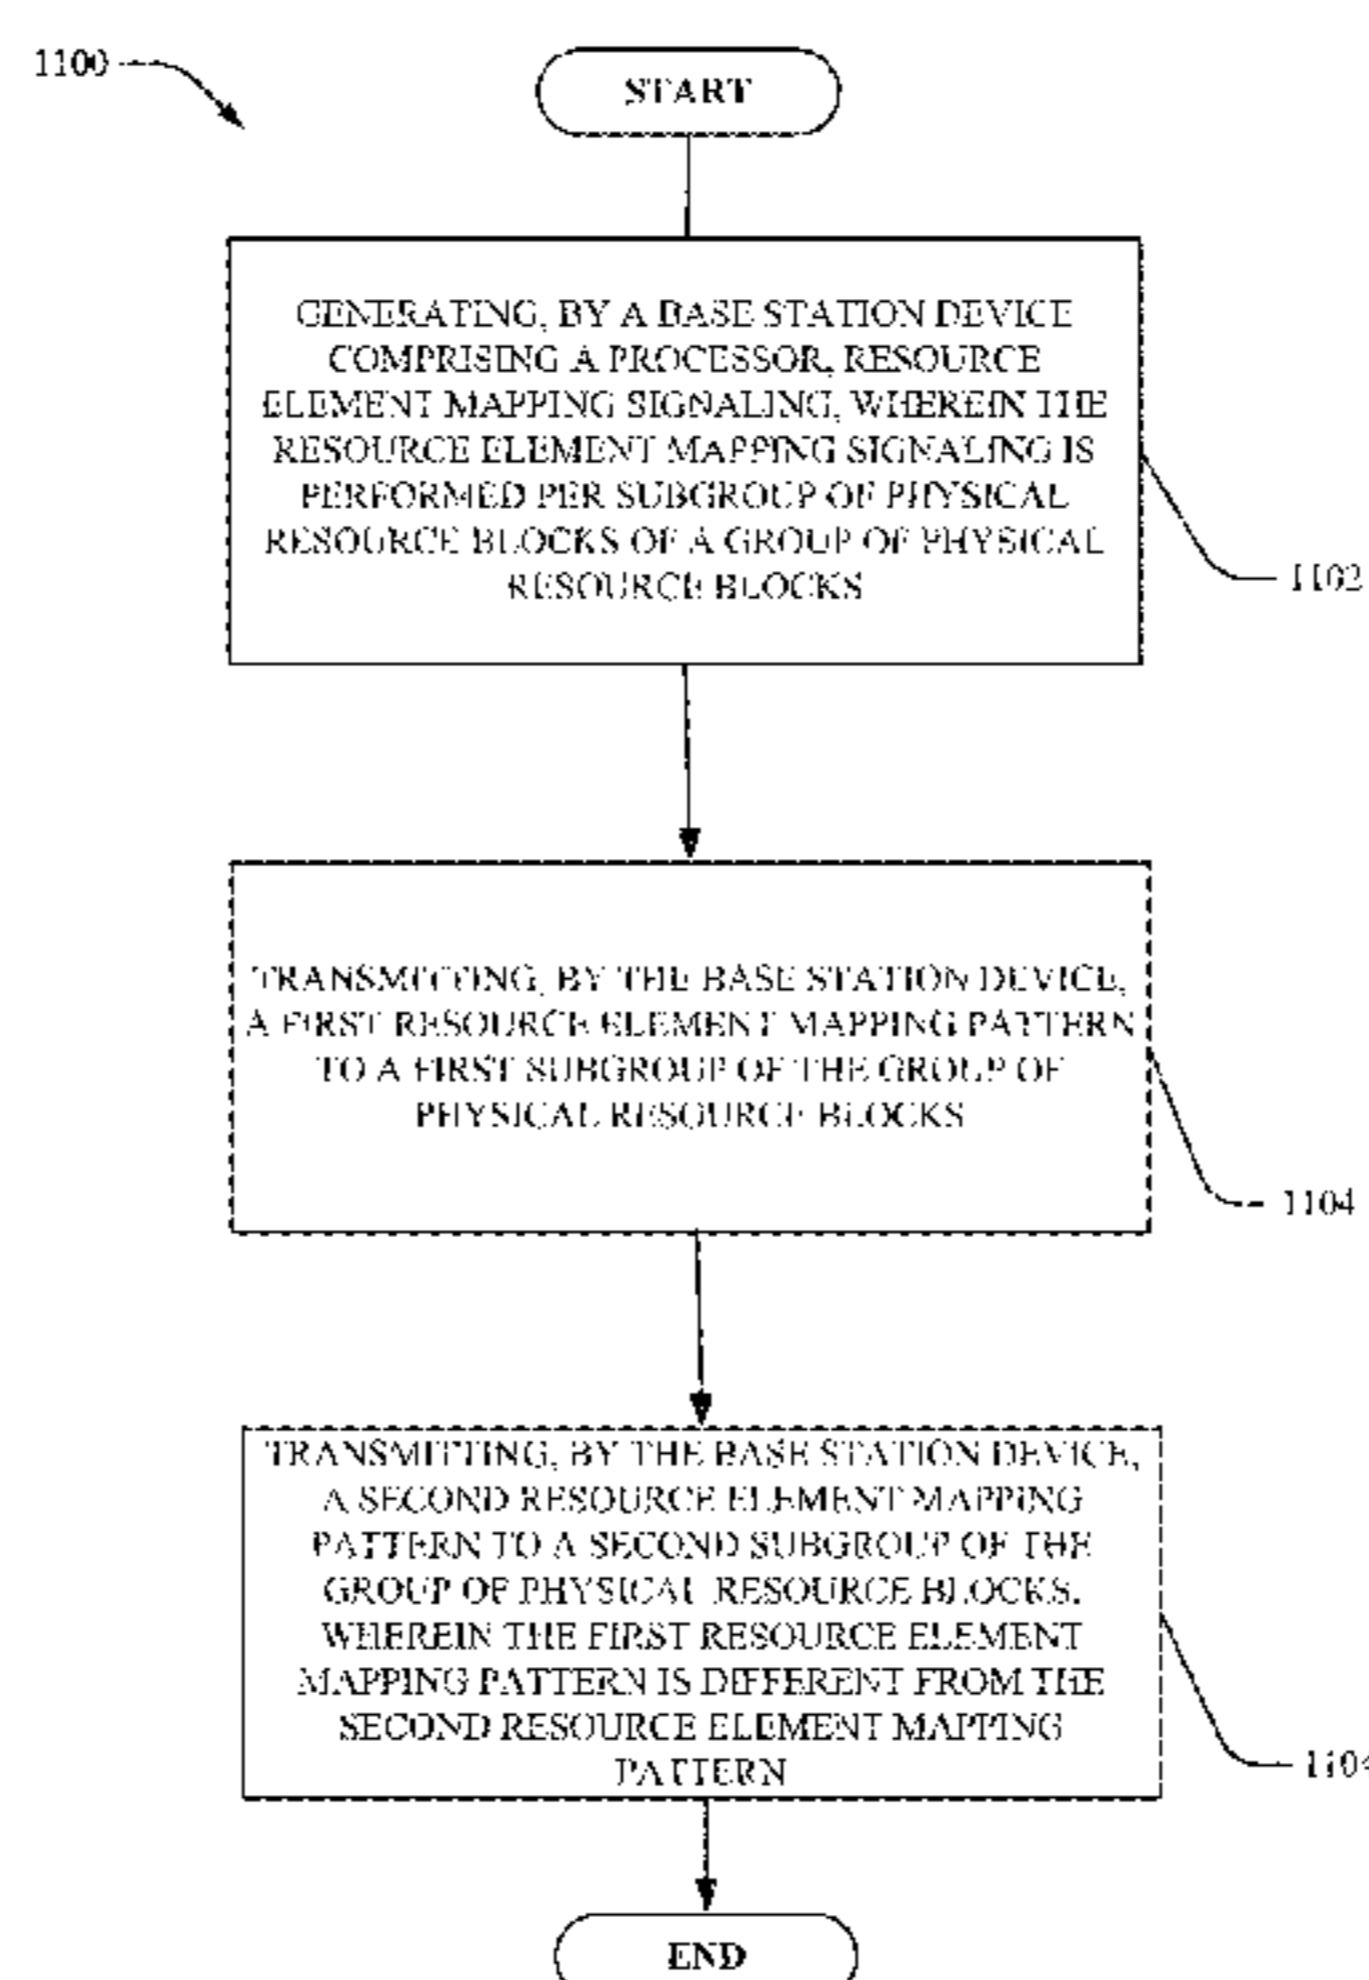 1100
START
GENERATING, BY A BASE STATION DEVICE
COMPRISING A PROCESSOR, RESOURCE
ELEMENT MAPPING SIGNALING, WHEREIN THE
RESOURCE ELEMENT MAPPING SIGNALING IS
PERFORMED PER SUBGROUP OF PHYSICAL
RESOURCE BLOCKS OF A GROUP OF PHYSICAL
RESOURCE BLOCKS
1102
TRANSMITTING, BY THE BASE STATION DEVICE,
A FIRST RESOURCE ELEMENT MAPPING PATTERN
TO A FIRST SUBGROUP OF THE GROUP OF
PHYSICAL RESOURCE BLOCKS
1104
TRANSMITTING, BY THE BASE STATION DEVICE,
A SECOND RESOURCE ELEMENT MAPPING
PATTERN TO A SECOND SUBGROUP OF THE
GROUP OF PHYSICAL RESOURCE BLOCKS,
WHEREIN THE FIRST RESOURCE ELEMENT
MAPPING PATTERN IS DIFFERENT FROM THE
SECOND RESOURCE ELEMENT MAPPING
PATTERN
1104
END